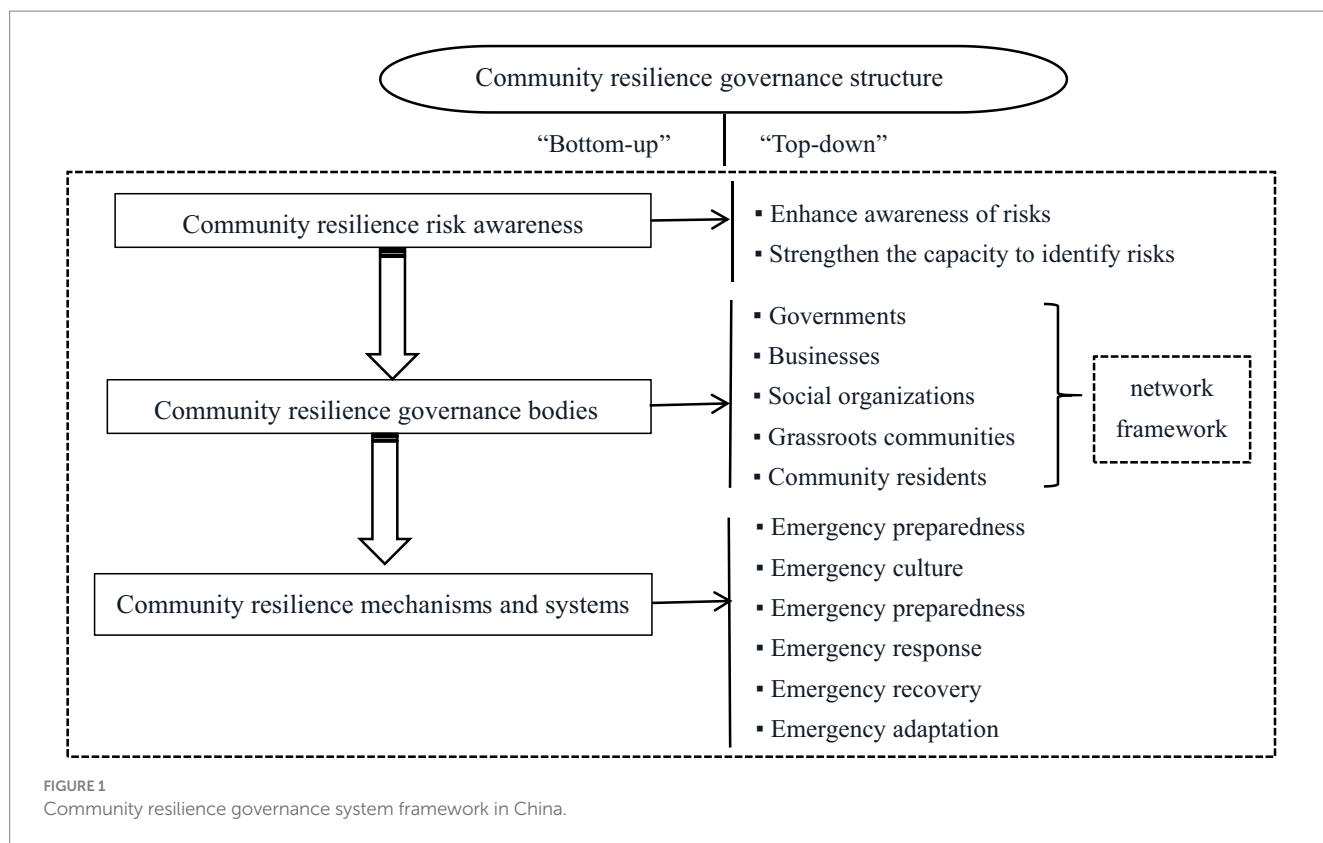 Community resilience governance structure
“Bottom-up”
“Top-down”
Community resilience risk awareness
▪ Enhance awareness of risks
▪ Strengthen the capacity to identify risks
Community resilience governance bodies
▪ Governments
▪ Businesses
▪ Social organizations
▪ Grassroots communities
▪ Community residents
network
framework
Community resilience mechanisms and systems
▪ Emergency preparedness
▪ Emergency culture
▪ Emergency preparedness
▪ Emergency response
▪ Emergency recovery
▪ Emergency adaptation
FIGURE 1
Community resilience governance system framework in China.